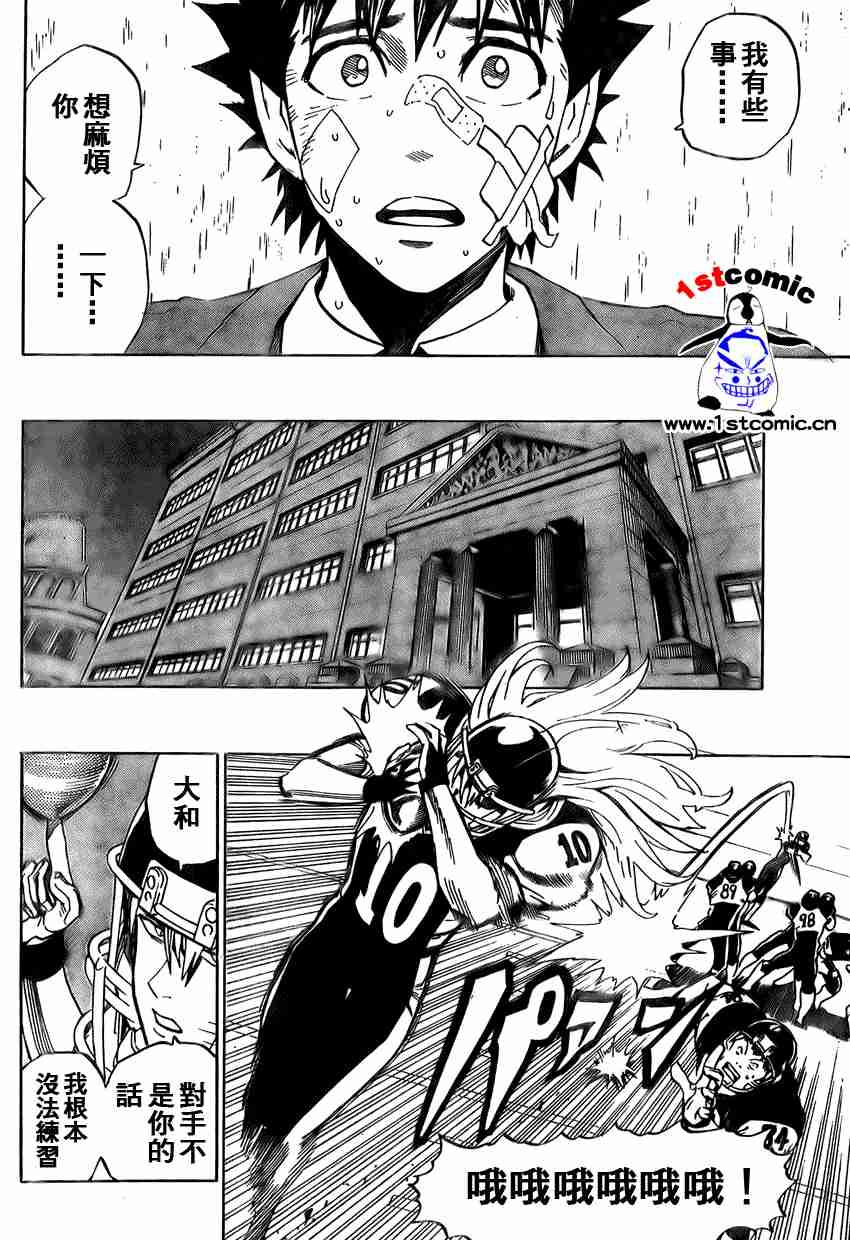 我有些
事……
想麻煩
你
一下…
……
1stcomic
www.1stcomic.cn
10
10
89
98
パァン
74
哦哦哦哦哦哦！
大和
對手不
是你的
話
我根本
沒法練習